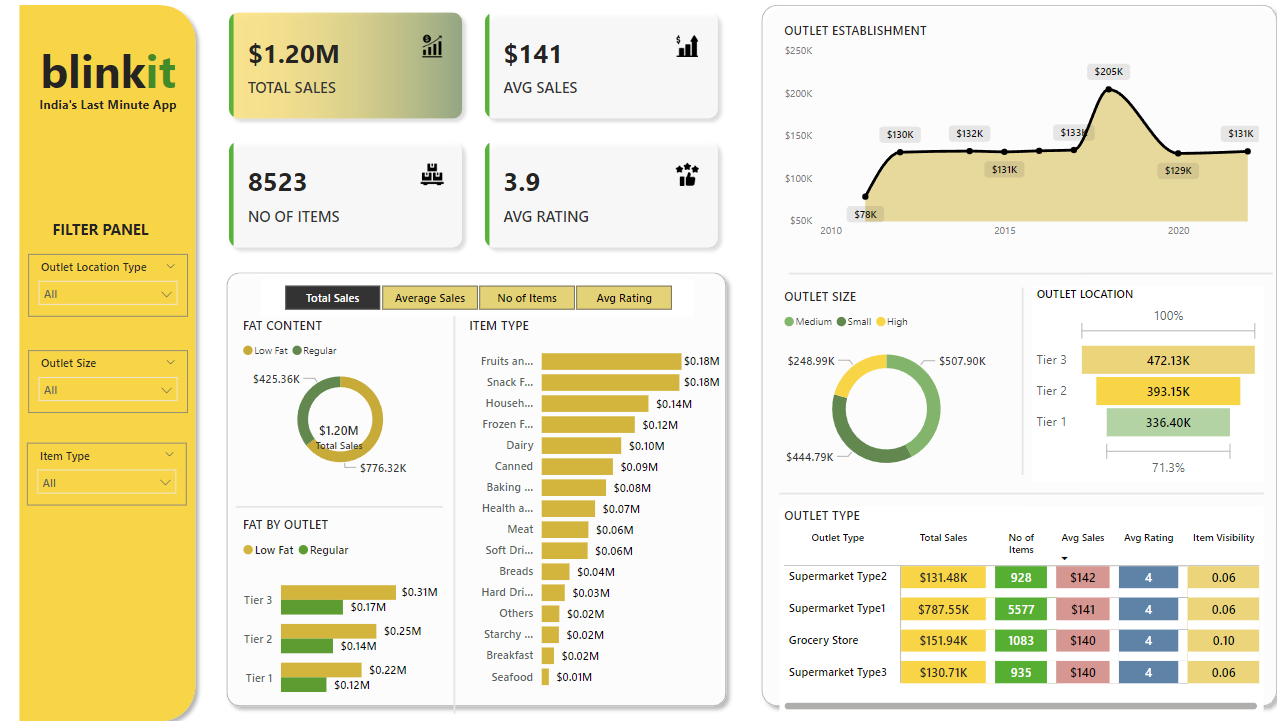 blinkit
India's Last Minute App
FILTER PANEL
Outlet Location Type
All
Outlet Size
All
Item Type
All
$1.20M
TOTAL SALES
$141
AVG SALES
8523
NO OF ITEMS
3.9
AVG RATING
Total Sales Average Sales No of Items Avg Rating
FAT CONTENT
Low Fat Regular
$425.36K
$1.20M
Total Sales
$776.32K
FAT BY OUTLET
Low Fat Regular
Tier 3 $0.31M
$0.17M
Tier 2 $0.25M
$0.14M
Tier 1 $0.22M
$0.12M
ITEM TYPE
Fruits an... $0.18M
Snack F... $0.18M
Househ... $0.14M
Frozen F... $0.12M
Dairy $0.10M
Canned $0.09M
Baking ... $0.08M
Health a... $0.07M
Meat $0.06M
Soft Dri... $0.06M
Breads $0.04M
Hard Dri... $0.03M
Others $0.02M
Starchy ... $0.02M
Breakfast $0.02M
Seafood $0.01M
OUTLET ESTABLISHMENT
$250K
$200K
$150K
$100K
$50K
$78K
$130K
$132K
$131K
$133K
$205K
$129K
$131K
2010 2015 2020
OUTLET SIZE
Medium Small High
$248.99K
$507.90K
$444.79K
OUTLET LOCATION
100%
Tier 3 472.13K
Tier 2 393.15K
Tier 1 336.40K
71.3%
OUTLET TYPE
Outlet Type Total Sales No of Items Avg Sales Avg Rating Item Visibility
Supermarket Type2 $131.48K 928 $142 4 0.06
Supermarket Type1 $787.55K 5577 $141 4 0.06
Grocery Store $151.94K 1083 $140 4 0.10
Supermarket Type3 $130.71K 935 $140 4 0.06